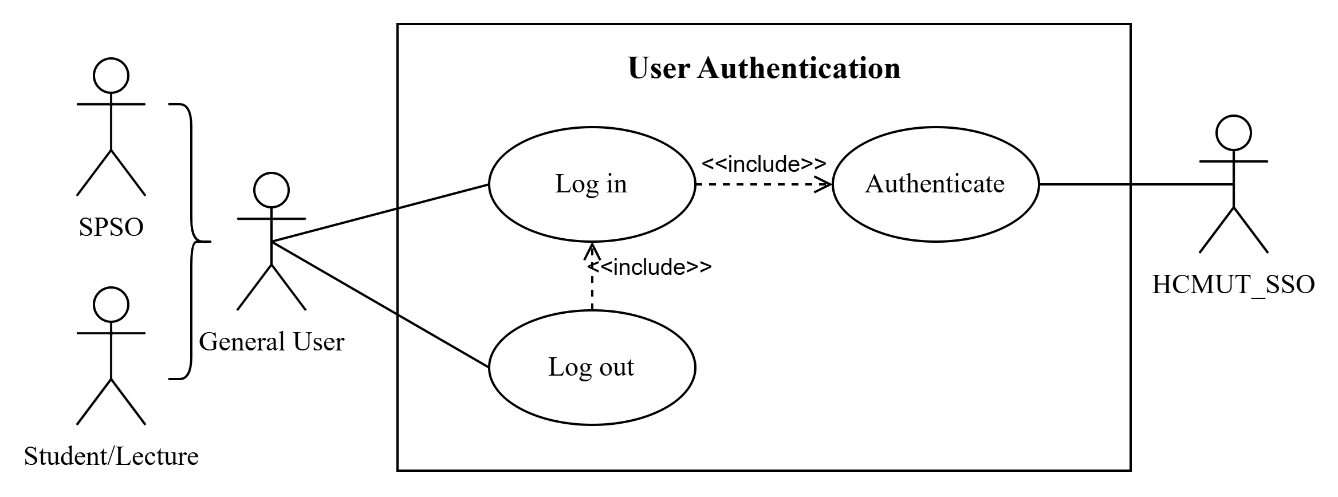 User Authentication
SPSO
Log in
<<include>>
Authenticate
HCMUT_SSO
<<include>>
General User
Log out
Student/Lecture